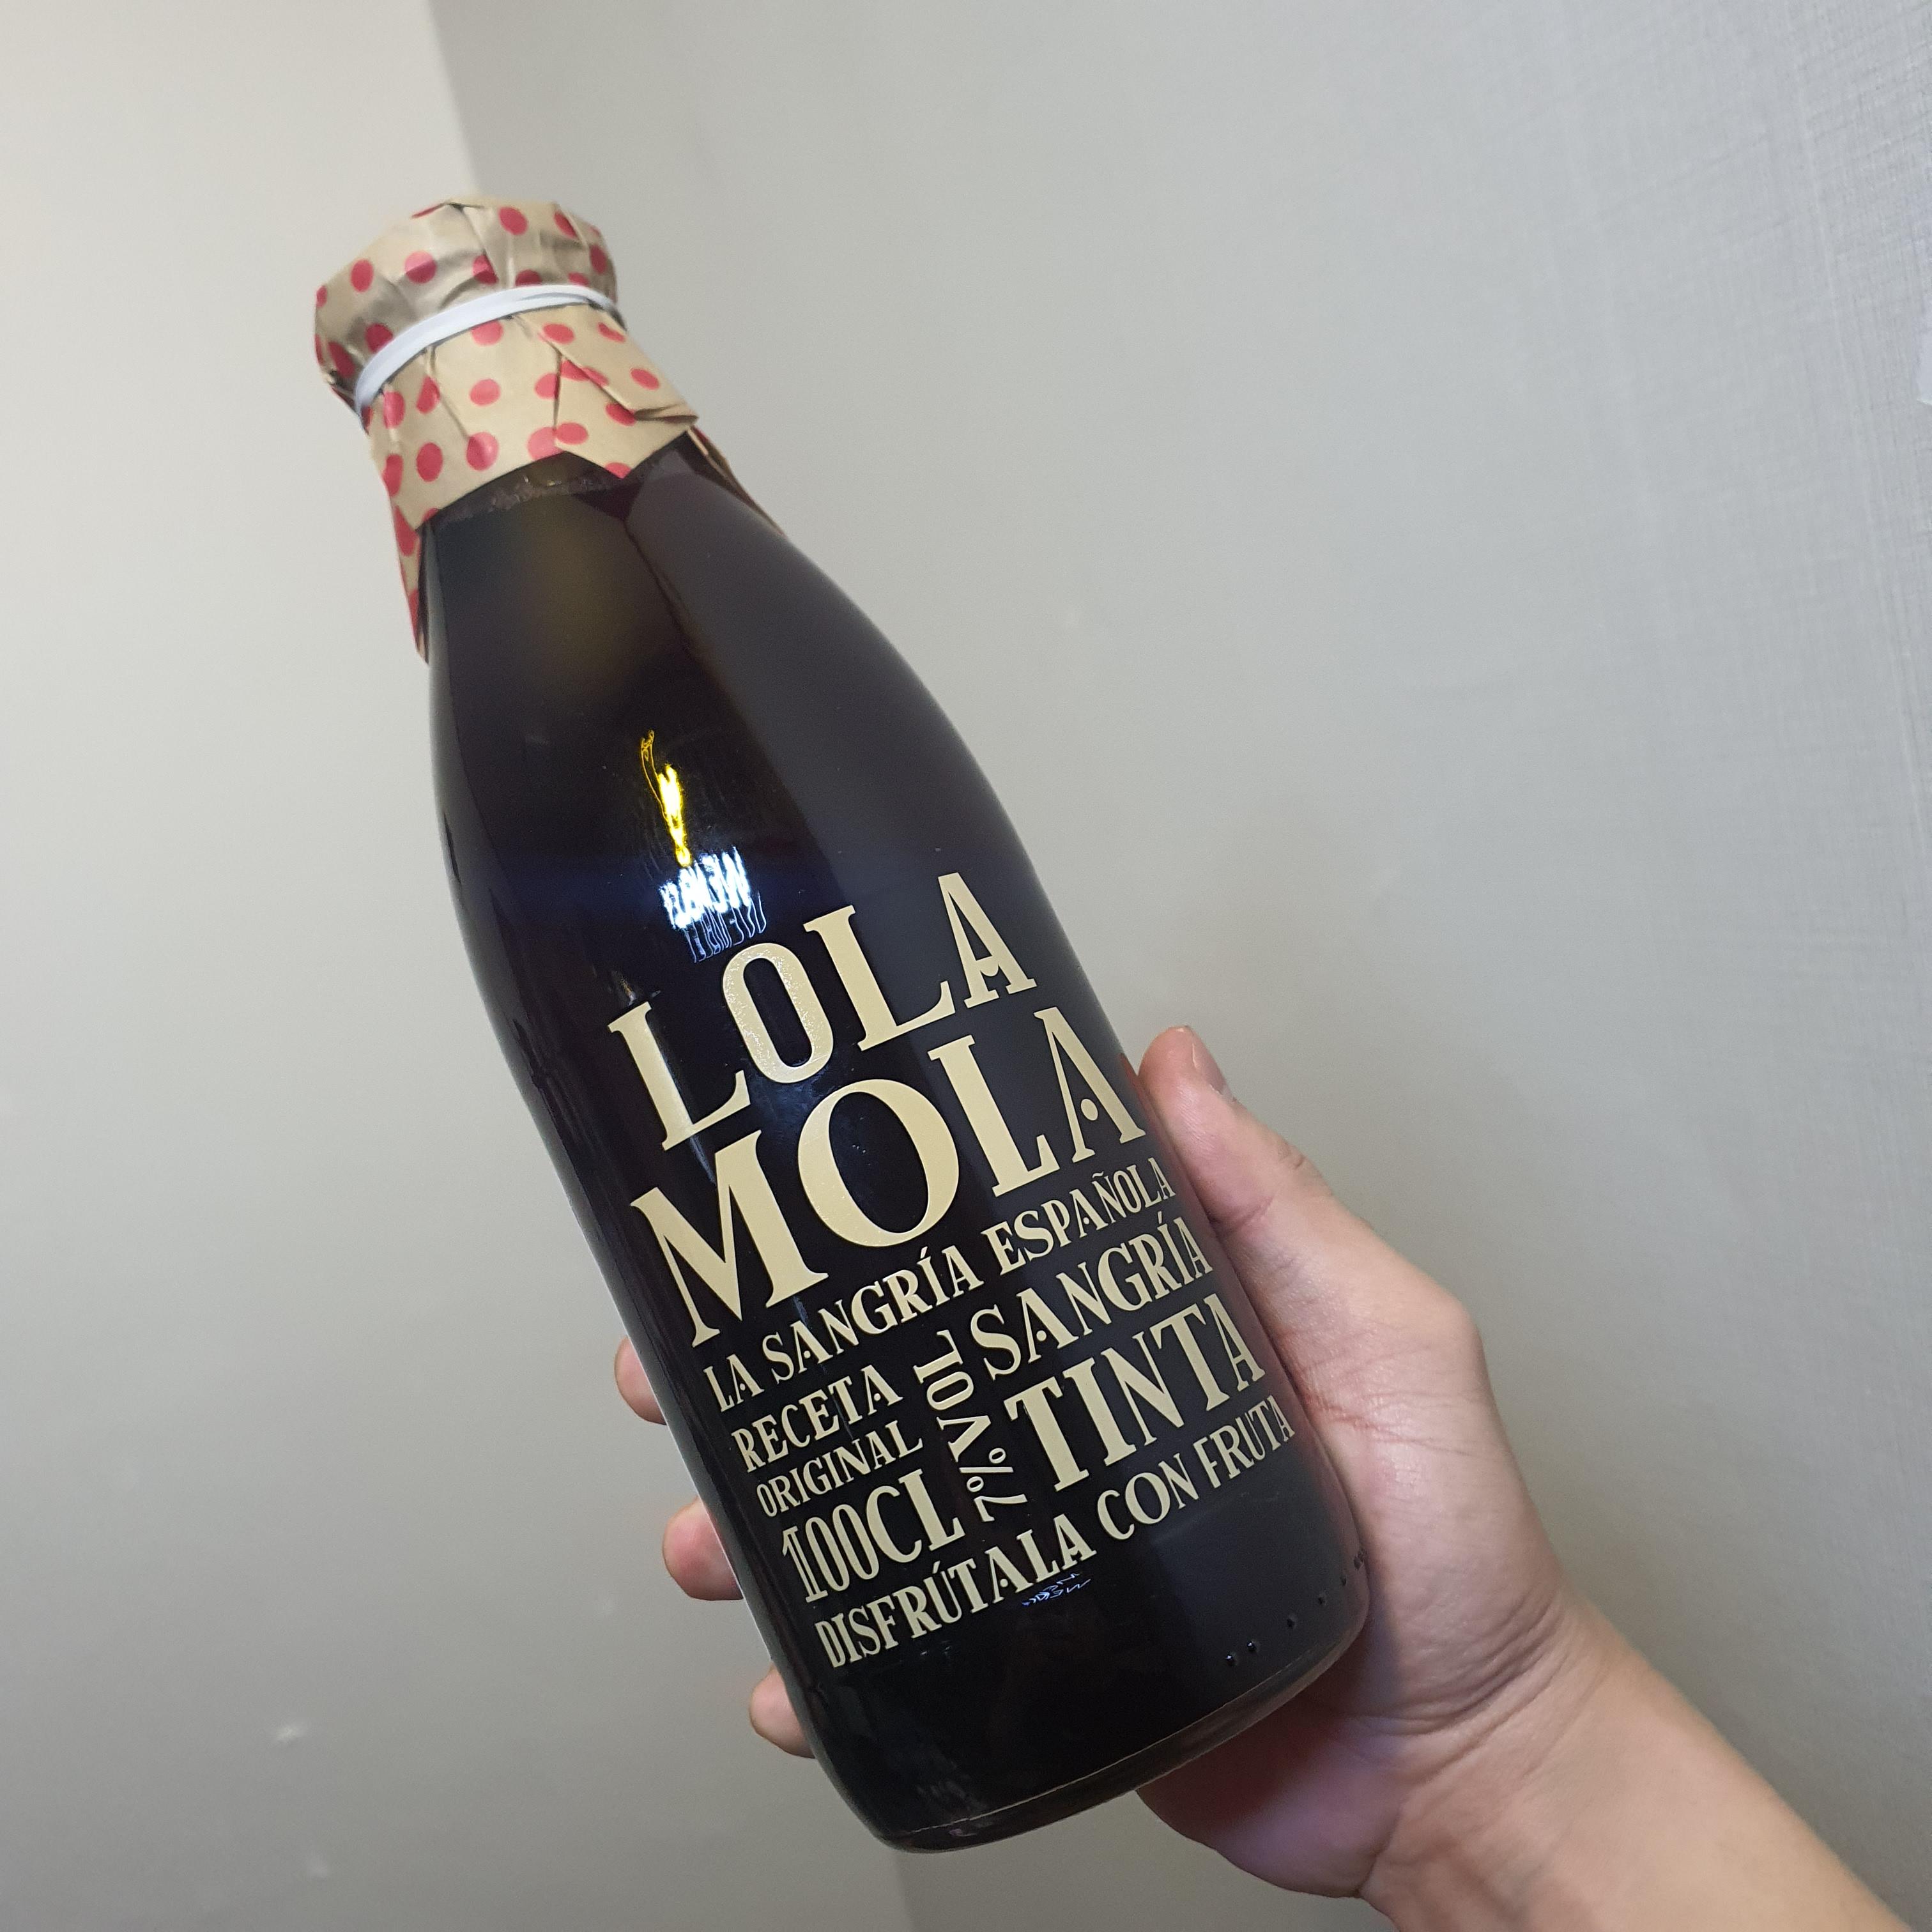 LOLA
MOLA
LA SANGRÍA ESPAÑOLA
RECETA
ORIGINAL
100CL
7% VOL
SANGRÍA
TINTA
DISFRÚTALA CON FRUTA